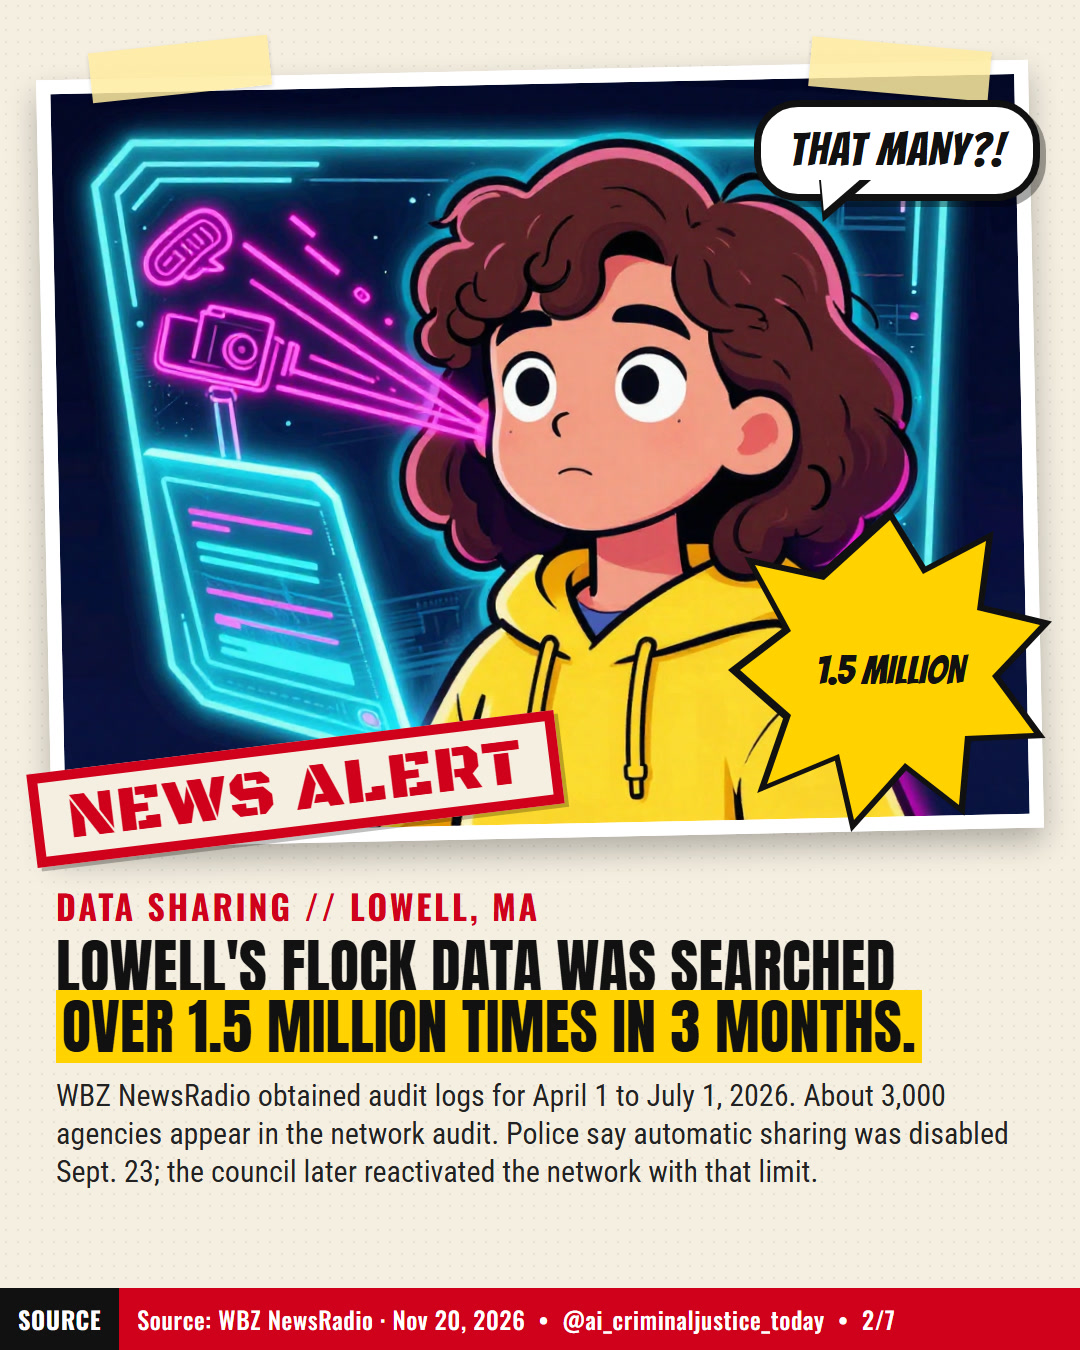 THAT MANY?!
1.5 MILLION
NEWS ALERT
DATA SHARING // LOWELL, MA
LOWELL'S FLOCK DATA WAS SEARCHED
OVER 1.5 MILLION TIMES IN 3 MONTHS.
WBZ NewsRadio obtained audit logs for April 1 to July 1, 2026. About 3,000
agencies appear in the network audit. Police say automatic sharing was disabled
Sept. 23; the council later reactivated the network with that limit.
SOURCE Source: WBZ NewsRadio · Nov 20, 2026 • @ai_criminaljustice_today • 2/7